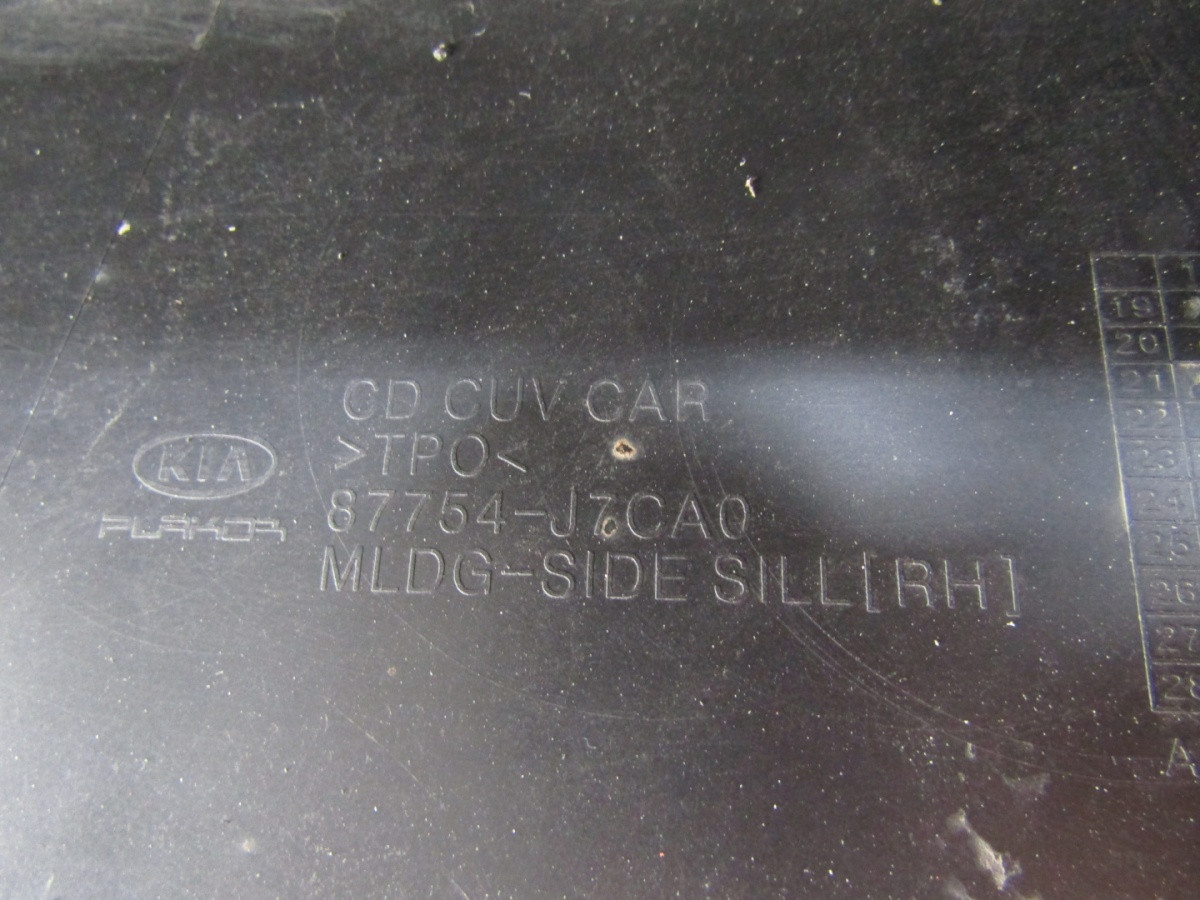 CD CUV CAR
>TPO<
KIA
87754-J7CA0
PLAKOR
MLDG-SIDE SILL[RH]
1
19
20
21
22
23
24
25
26
27
28
A